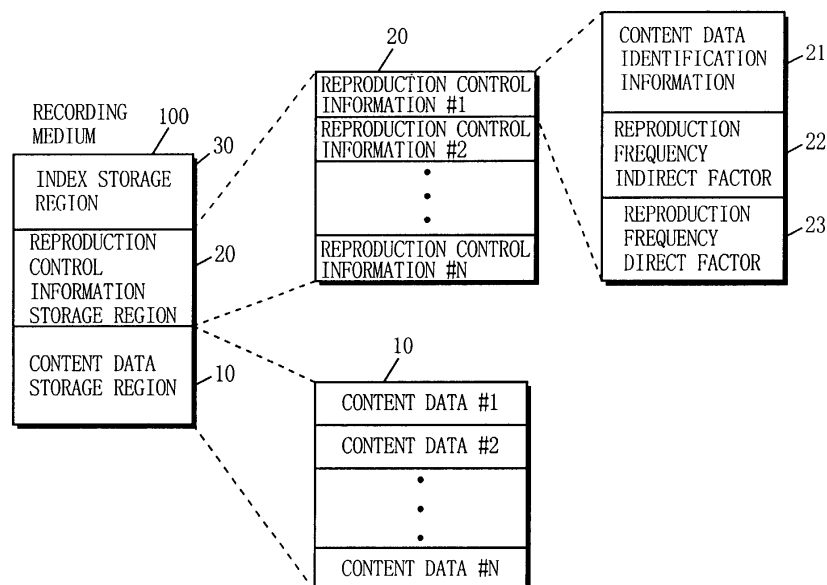 RECORDING
MEDIUM
100
30
INDEX STORAGE
REGION
REPRODUCTION
CONTROL
INFORMATION
STORAGE REGION
20
CONTENT DATA
STORAGE REGION
10
20
REPRODUCTION CONTROL
INFORMATION #1
REPRODUCTION CONTROL
INFORMATION #2
REPRODUCTION CONTROL
INFORMATION #N
CONTENT DATA
IDENTIFICATION
INFORMATION
21
REPRODUCTION
FREQUENCY
INDIRECT FACTOR
22
REPRODUCTION
FREQUENCY
DIRECT FACTOR
23
10
CONTENT DATA #1
CONTENT DATA #2
CONTENT DATA #N